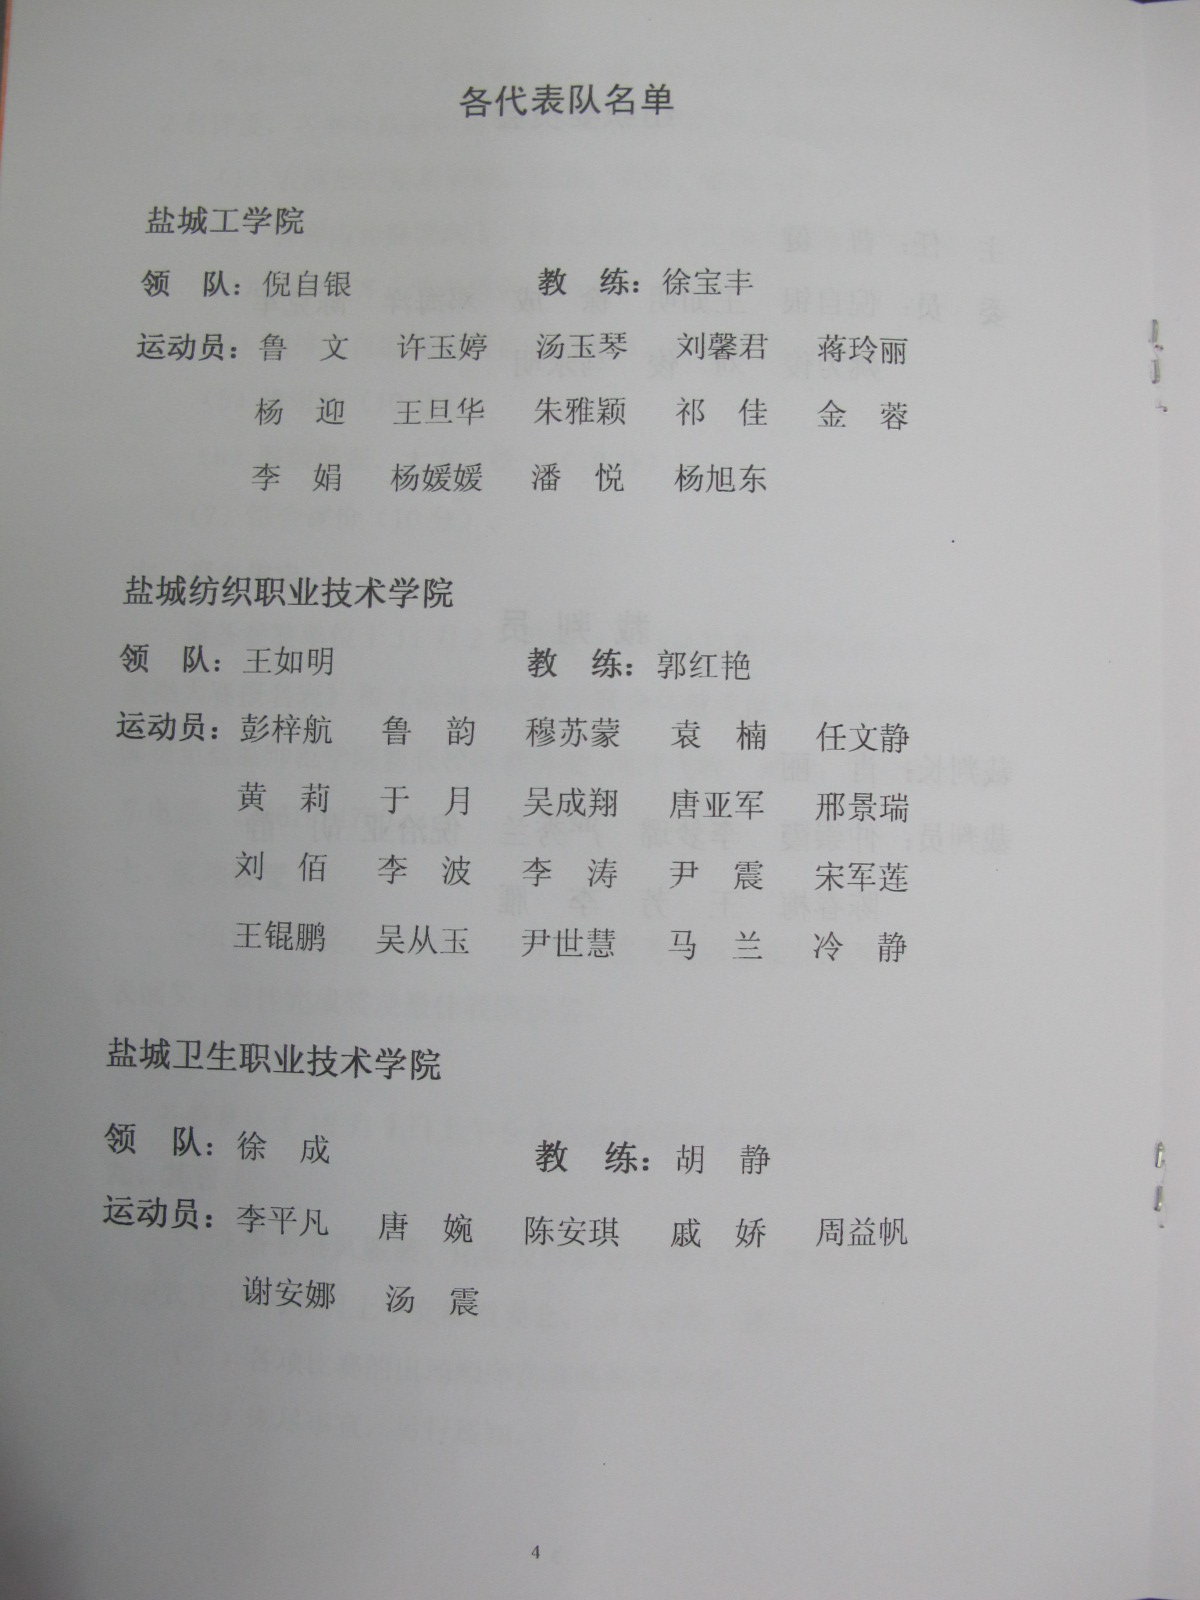 各代表队名单
盐城工学院
领　队：倪自银　教　练：徐宝丰
运动员：鲁　文　许玉婷　汤玉琴　刘馨君　蒋玲丽
杨　迎　王旦华　朱雅颖　祁　佳　金　蓉
李　娟　杨媛媛　潘　悦　杨旭东
盐城纺织职业技术学院
领　队：王如明　教　练：郭红艳
运动员：彭梓航　鲁　韵　穆苏蒙　袁　楠　任文静
黄　莉　于　月　吴成翔　唐亚军　邢景瑞
刘　佰　李　波　李　涛　尹　震　宋军莲
王锟鹏　吴从玉　尹世慧　马　兰　冷　静
盐城卫生职业技术学院
领　队：徐　成　教　练：胡　静
运动员：李平凡　唐　婉　陈安琪　戚　娇　周益帆
谢安娜　汤　震
4